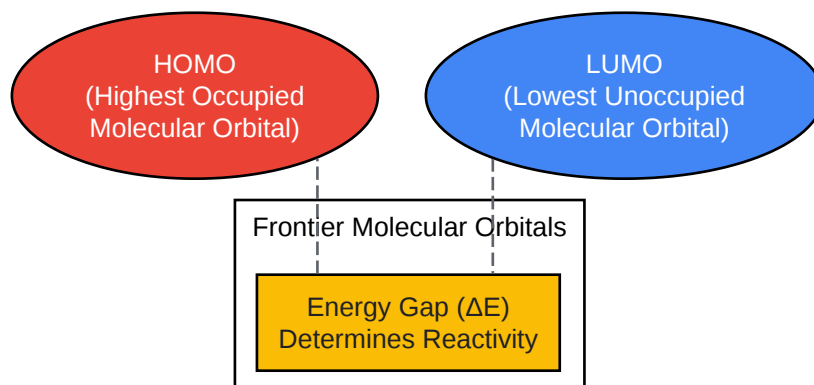 HOMO
(Highest Occupied
Molecular Orbital)
LUMO
(Lowest Unoccupied
Molecular Orbital)
Frontier Molecular Orbitals
Energy Gap (ΔE)
Determines Reactivity